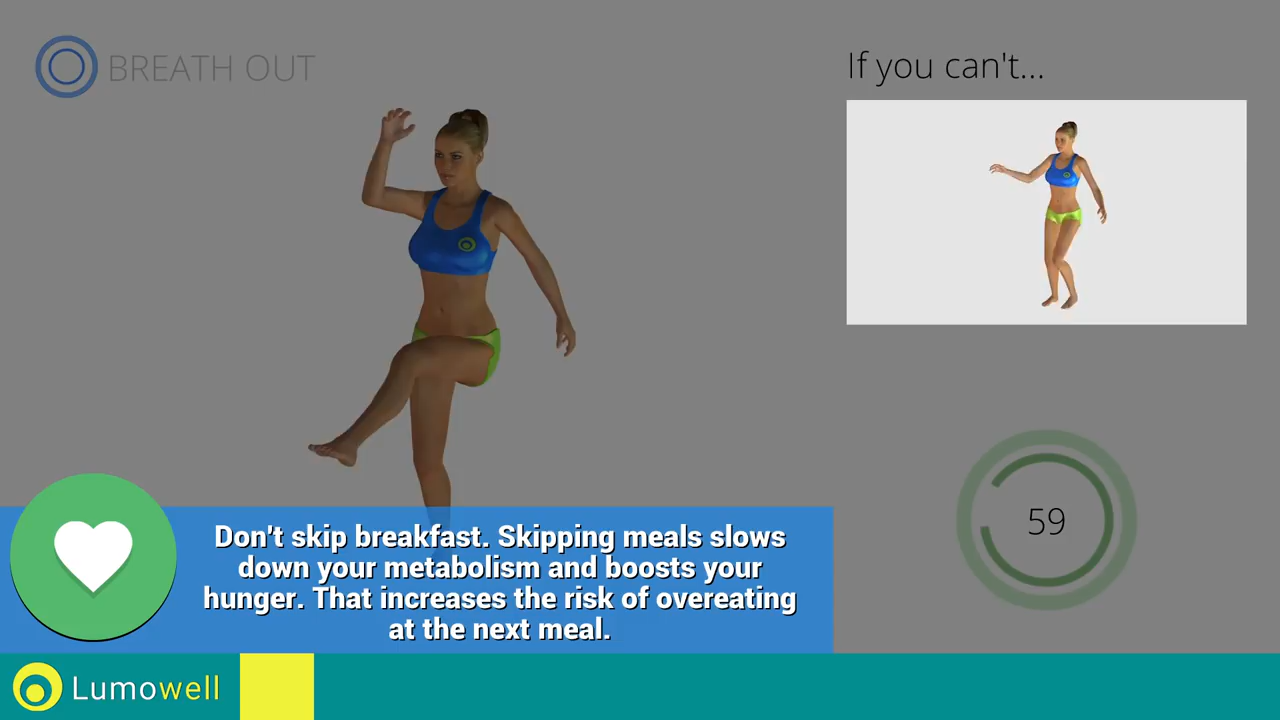 BREATH OUT
If you can't...
59
Don't skip breakfast. Skipping meals slows
down your metabolism and boosts your
hunger. That increases the risk of overeating
at the next meal.
Lumowell